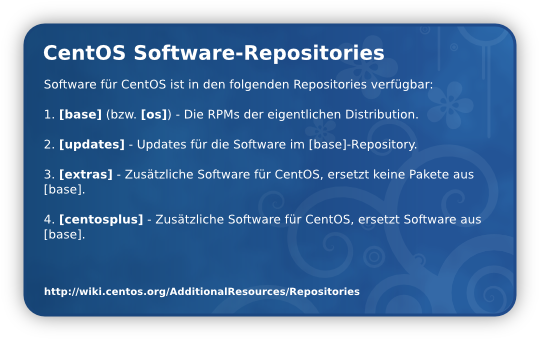 CentOS Software-Repositories
Software für CentOS ist in den folgenden Repositories verfügbar:
1. [base] (bzw. [os]) - Die RPMs der eigentlichen Distribution.
2. [updates] - Updates für die Software im [base]-Repository.
3. [extras] - Zusätzliche Software für CentOS, ersetzt keine Pakete aus
[base].
4. [centosplus] - Zusätzliche Software für CentOS, ersetzt Software aus
[base].
http://wiki.centos.org/AdditionalResources/Repositories